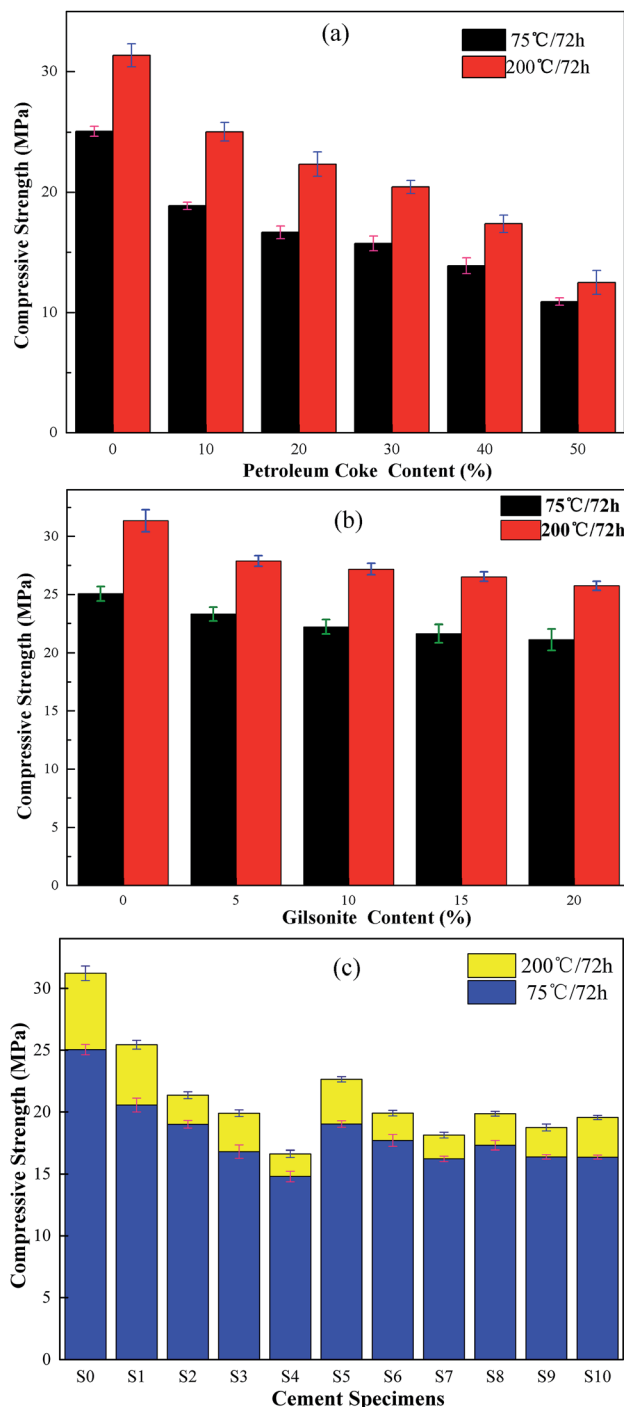 (a)
75℃/72h
200℃/72h
Compressive Strength (MPa)
30
20
10
0
0 10 20 30 40 50
Petroleum Coke Content (%)
(b)
75℃/72h
200℃/72h
Compressive Strength (MPa)
30
25
20
15
10
5
0
0 5 10 15 20
Gilsonite Content (%)
(c)
200℃/72h
75℃/72h
Compressive Strength (MPa)
30
25
20
15
10
5
0
S0 S1 S2 S3 S4 S5 S6 S7 S8 S9 S10
Cement Specimens